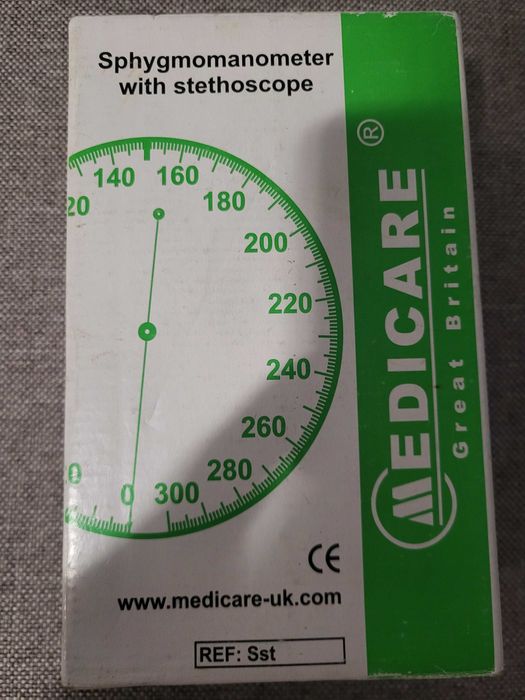 Sphygmomanometer
with stethoscope
140 160
20 180
200
220
240
260
280
0 0 300
CE
www.medicare-uk.com
REF: Sst
MEDICARE®
Great Britain